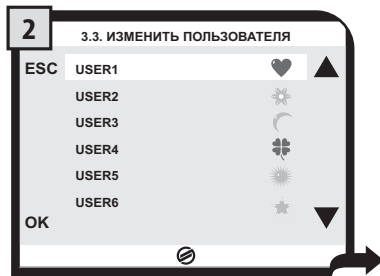 2
3.3. ИЗМЕНИТЬ ПОЛЬЗОВАТЕЛЯ
ESC USER1
USER2
USER3
USER4
USER5
USER6
OK